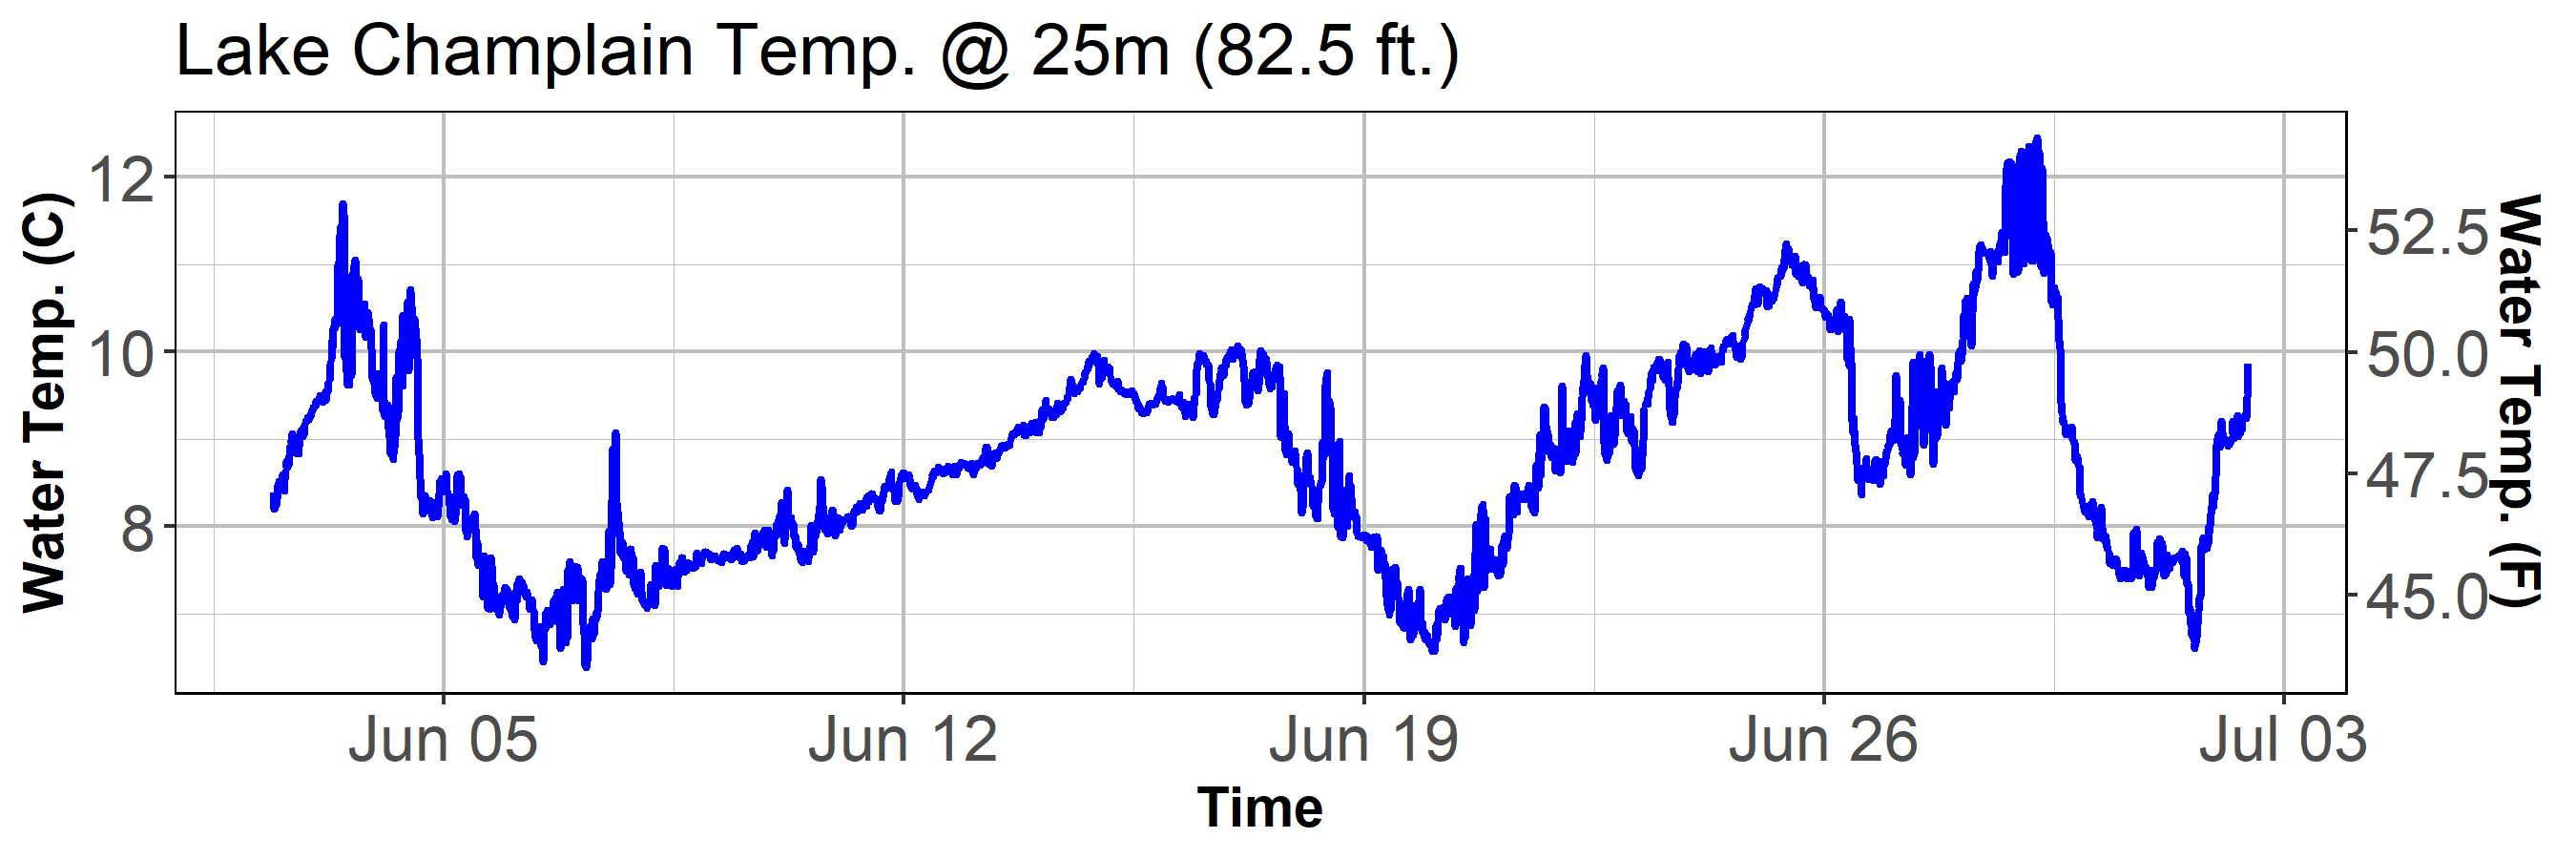 Lake Champlain Temp. @ 25m (82.5 ft.)
Water Temp. (C)
12
10
8
52.5
50.0
47.5
45.0
Water Temp. (F)
Jun 05
Jun 12
Jun 19
Jun 26
Jul 03
Time